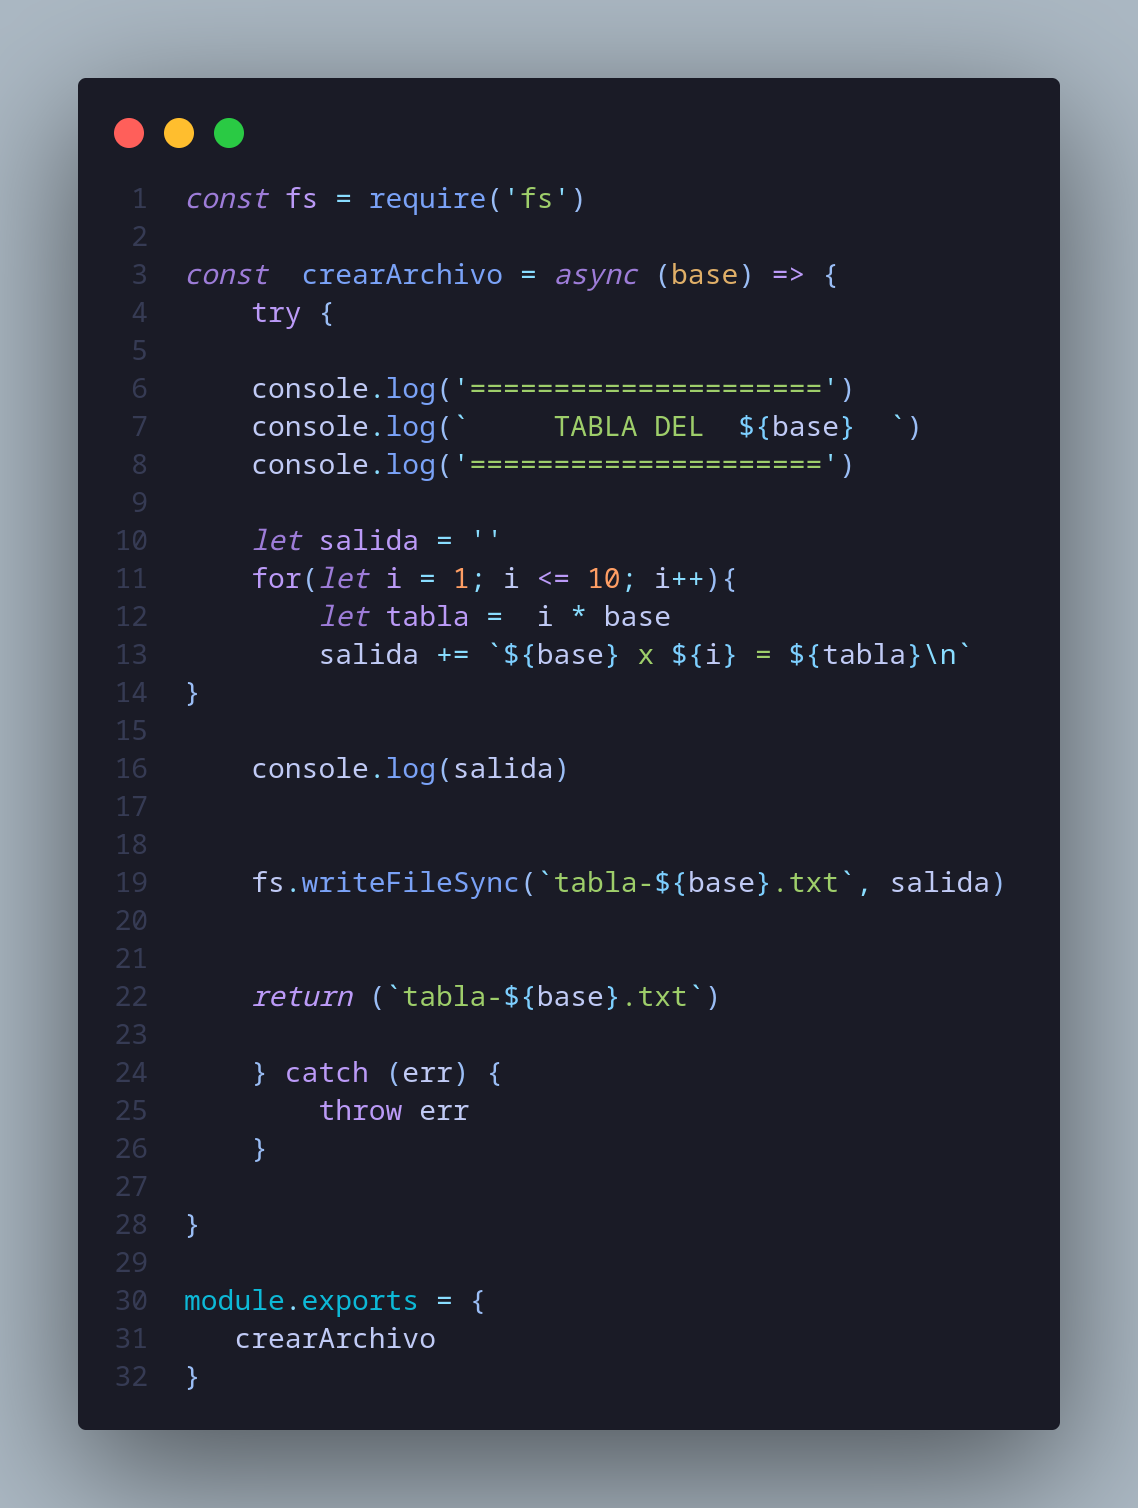 1 const fs = require('fs')
2
3 const  crearArchivo = async (base) => {
4     try {
5
6     console.log('=====================')
7     console.log(`     TABLA DEL  ${base}  `)
8     console.log('=====================')
9
10     let salida = ''
11     for(let i = 1; i <= 10; i++){
12         let tabla =  i * base
13         salida += `${base} x ${i} = ${tabla}\n`
14 }
15
16     console.log(salida)
17
18
19     fs.writeFileSync(`tabla-${base}.txt`, salida)
20
21
22     return (`tabla-${base}.txt`)
23
24     } catch (err) {
25         throw err
26     }
27
28 }
29
30 module.exports = {
31    crearArchivo
32 }